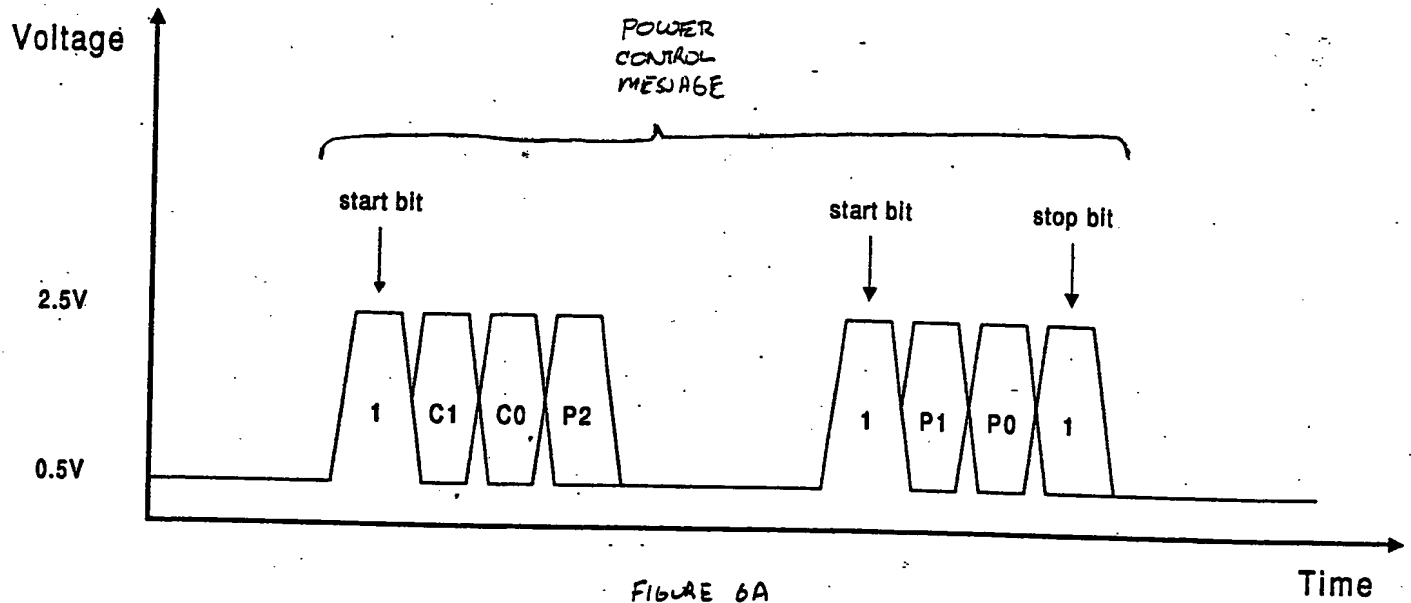 Voltage
POWER
CONTROL
MESSAGE
start bit
start bit
stop bit
2.5V
1 C1 C0 P2 1 P1 P0 1
0.5V
FIGURE 6A
Time